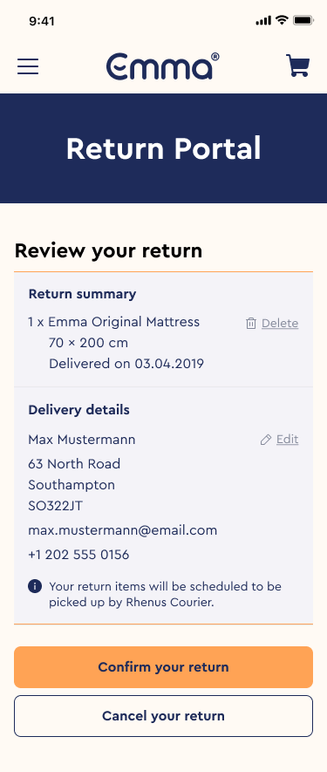 9:41
Emma®
Return Portal
Review your return
Return summary
1 x Emma Original Mattress
Delete
70 × 200 cm
Delivered on 03.04.2019
Delivery details
Max Mustermann
Edit
63 North Road
Southampton
SO322JT
max.mustermann@email.com
+1 202 555 0156
Your return items will be scheduled to be
picked up by Rhenus Courier.
Confirm your return
Cancel your return